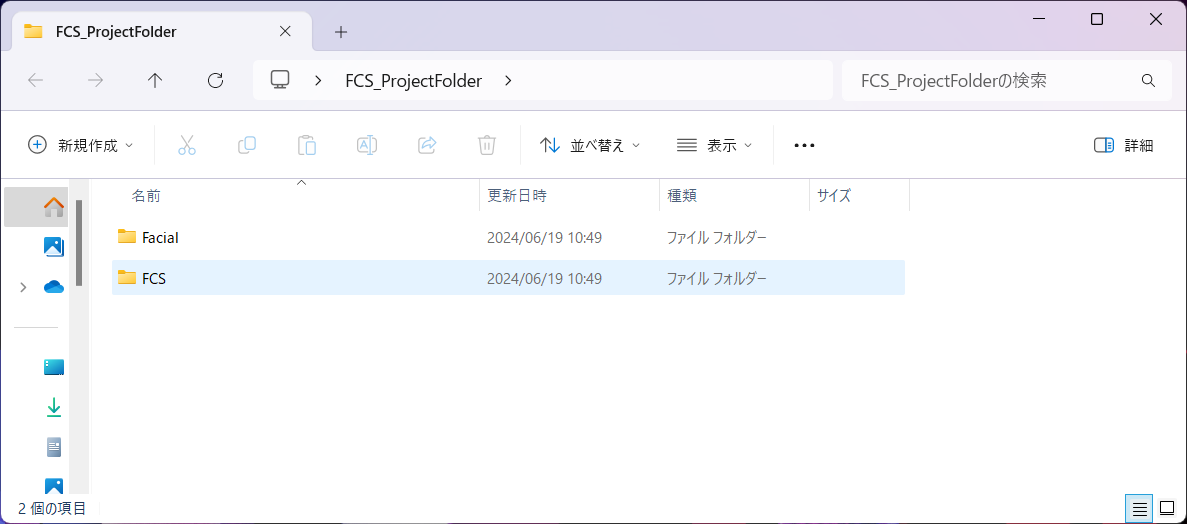 FCS_ProjectFolder
FCS_ProjectFolder
FCS_ProjectFolderの検索
新規作成
並べ替え
表示
詳細
名前 更新日時 種類 サイズ
Facial 2024/06/19 10:49 ファイル フォルダー
FCS 2024/06/19 10:49 ファイル フォルダー
2 個の項目